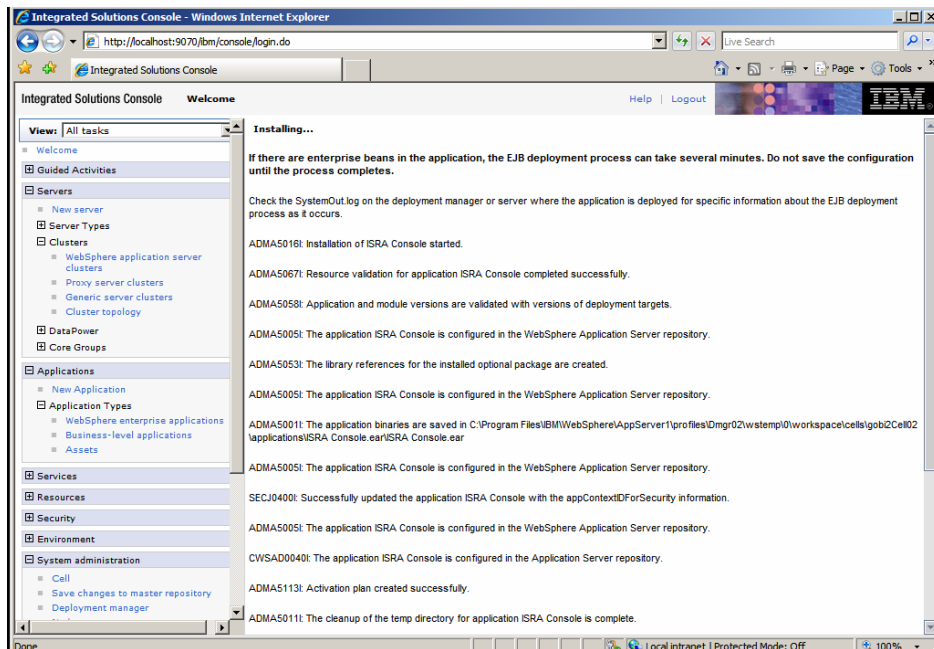 Integrated Solutions Console - Windows Internet Explorer
http://localhost:9070/ibm/console/login.do
Live Search
Integrated Solutions Console
Page
Tools
Integrated Solutions Console Welcome
Help | Logout
IBM
View: All tasks
Welcome
Guided Activities
Servers
New server
Server Types
Clusters
WebSphere application server
clusters
Proxy server clusters
Generic server clusters
Cluster topology
DataPower
Core Groups
Applications
New Application
Application Types
WebSphere enterprise applications
Business-level applications
Assets
Services
Resources
Security
Environment
System administration
Cell
Save changes to master repository
Deployment manager
Installing...
If there are enterprise beans in the application, the EJB deployment process can take several minutes. Do not save the configuration
until the process completes.
Check the SystemOut.log on the deployment manager or server where the application is deployed for specific information about the EJB deployment
process as it occurs.
ADMA5016I: Installation of ISRA Console started.
ADMA5067I: Resource validation for application ISRA Console completed successfully.
ADMA5058I: Application and module versions are validated with versions of deployment targets.
ADMA5005I: The application ISRA Console is configured in the WebSphere Application Server repository.
ADMA5053I: The library references for the installed optional package are created.
ADMA5005I: The application ISRA Console is configured in the WebSphere Application Server repository.
ADMA5001I: The application binaries are saved in C:\Program Files\IBM\WebSphere\AppServer1\profiles\Dmgr02\wstemp\0\workspace\cells\gobi2Cell02
\applications\ISRA Console.ear\ISRA Console.ear
ADMA5005I: The application ISRA Console is configured in the WebSphere Application Server repository.
SECJ0400I: Successfully updated the application ISRA Console with the appContextIDForSecurity information.
ADMA5005I: The application ISRA Console is configured in the WebSphere Application Server repository.
CWSAD0040I: The application ISRA Console is configured in the Application Server repository.
ADMA5113I: Activation plan created successfully.
ADMA5011I: The cleanup of the temp directory for application ISRA Console is complete.
Done
Local intranet | Protected Mode: Off
100%